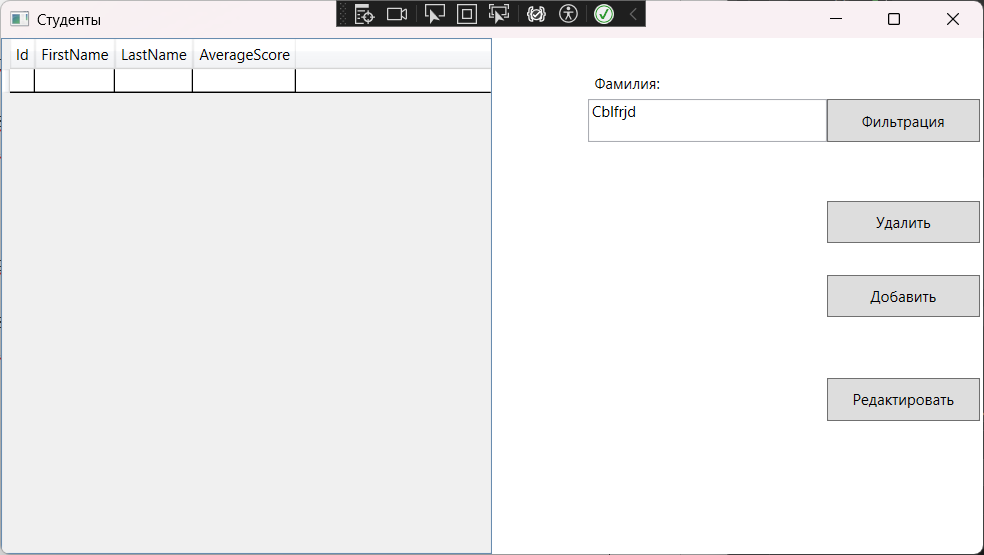 Студенты
Id FirstName LastName AverageScore
Фамилия:
Cblfrjd
Фильтрация
Удалить
Добавить
Редактировать